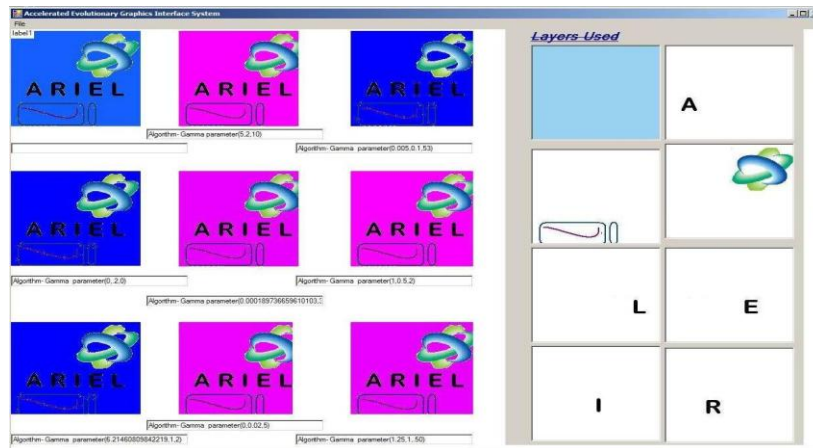 Accelerated Evolutionary Graphics Interface System
File
label1
Layers Used
ARIEL
ARIEL
ARIEL
A
Algorithm- Gamma parameter(5,2,10)
Algorithm- Gamma parameter(0.005,0.1,53)
ARIEL
ARIEL
ARIEL
Algorithm- Gamma parameter(0, 2,0)
Algorithm- Gamma parameter(1,0.5,2)
Algorithm- Gamma parameter(0.000189736659610103,3
L
E
ARIEL
ARIEL
ARIEL
I
R
Algorithm- Gamma parameter(0,0.02,5)
Algorithm- Gamma parameter(6.21460809842219,1,2)
Algorithm- Gamma parameter(1.25,1,.50)